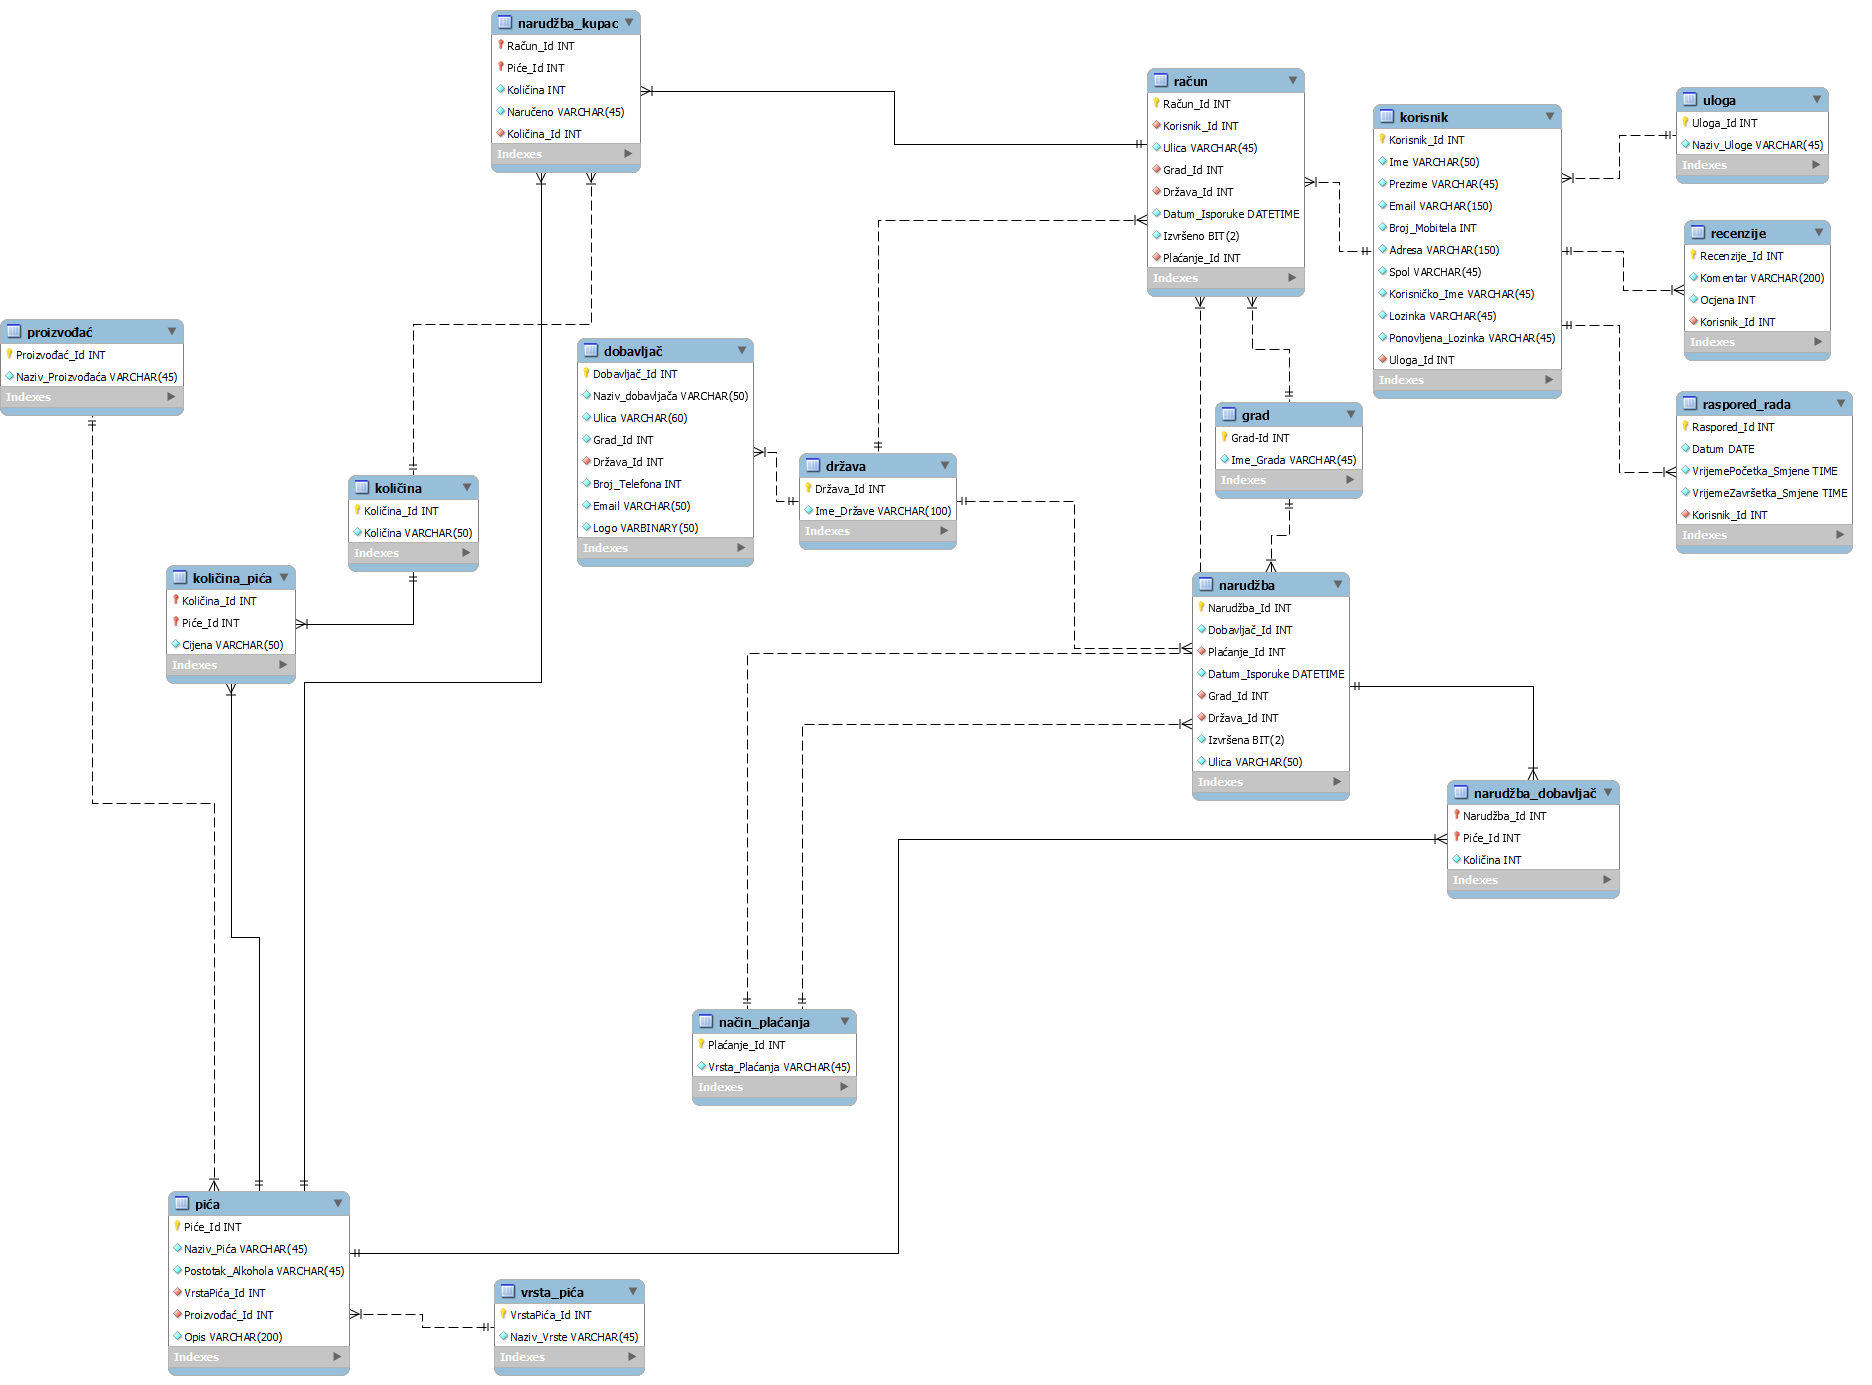 narudžba_kupac
Račun_Id INT
Piće_Id INT
Količina INT
Naručeno VARCHAR(45)
Količina_Id INT
Indexes
račun
Račun_Id INT
Korisnik_Id INT
Ulica VARCHAR(45)
Grad_Id INT
Država_Id INT
Datum_Isporuke DATETIME
Izvršeno BIT(2)
Plaćanje_Id INT
Indexes
korisnik
Korisnik_Id INT
Ime VARCHAR(50)
Prezime VARCHAR(45)
Email VARCHAR(150)
Broj_Mobitela INT
Adresa VARCHAR(150)
Spol VARCHAR(45)
Korisničko_Ime VARCHAR(45)
Lozinka VARCHAR(45)
Ponovljena_Lozinka VARCHAR(45)
Uloga_Id INT
Indexes
uloga
Uloga_Id INT
Naziv_Uloge VARCHAR(45)
Indexes
recenzije
Recenzije_Id INT
Komentar VARCHAR(200)
Ocjena INT
Korisnik_Id INT
Indexes
raspored_rada
Raspored_Id INT
Datum DATE
VrijemePočetka_Smjene TIME
VrijemeZavršetka_Smjene TIME
Korisnik_Id INT
Indexes
proizvođać
Proizvođać_Id INT
Naziv_Proizvođaća VARCHAR(45)
Indexes
dobavljač
Dobavljač_Id INT
Naziv_dobavljača VARCHAR(50)
Ulica VARCHAR(60)
Grad_Id INT
Država_Id INT
Broj_Telefona INT
Email VARCHAR(50)
Logo VARBINARY(50)
Indexes
država
Država_Id INT
Ime_Države VARCHAR(100)
Indexes
grad
Grad-Id INT
Ime_Grada VARCHAR(45)
Indexes
količina
Količina_Id INT
Količina VARCHAR(50)
Indexes
količina_pića
Količina_Id INT
Piće_Id INT
Cijena VARCHAR(50)
Indexes
narudžba
Narudžba_Id INT
Dobavljač_Id INT
Plaćanje_Id INT
Datum_Isporuke DATETIME
Grad_Id INT
Država_Id INT
Izvršena BIT(2)
Ulica VARCHAR(50)
Indexes
narudžba_dobavljač
Narudžba_Id INT
Piće_Id INT
Količina INT
Indexes
način_plaćanja
Plaćanje_Id INT
Vrsta_Plaćanja VARCHAR(45)
Indexes
pića
Piće_Id INT
Naziv_Pića VARCHAR(45)
Postotak_Alkohola VARCHAR(45)
VrstaPića_Id INT
Proizvođać_Id INT
Opis VARCHAR(200)
Indexes
vrsta_pića
VrstaPića_Id INT
Naziv_Vrste VARCHAR(45)
Indexes